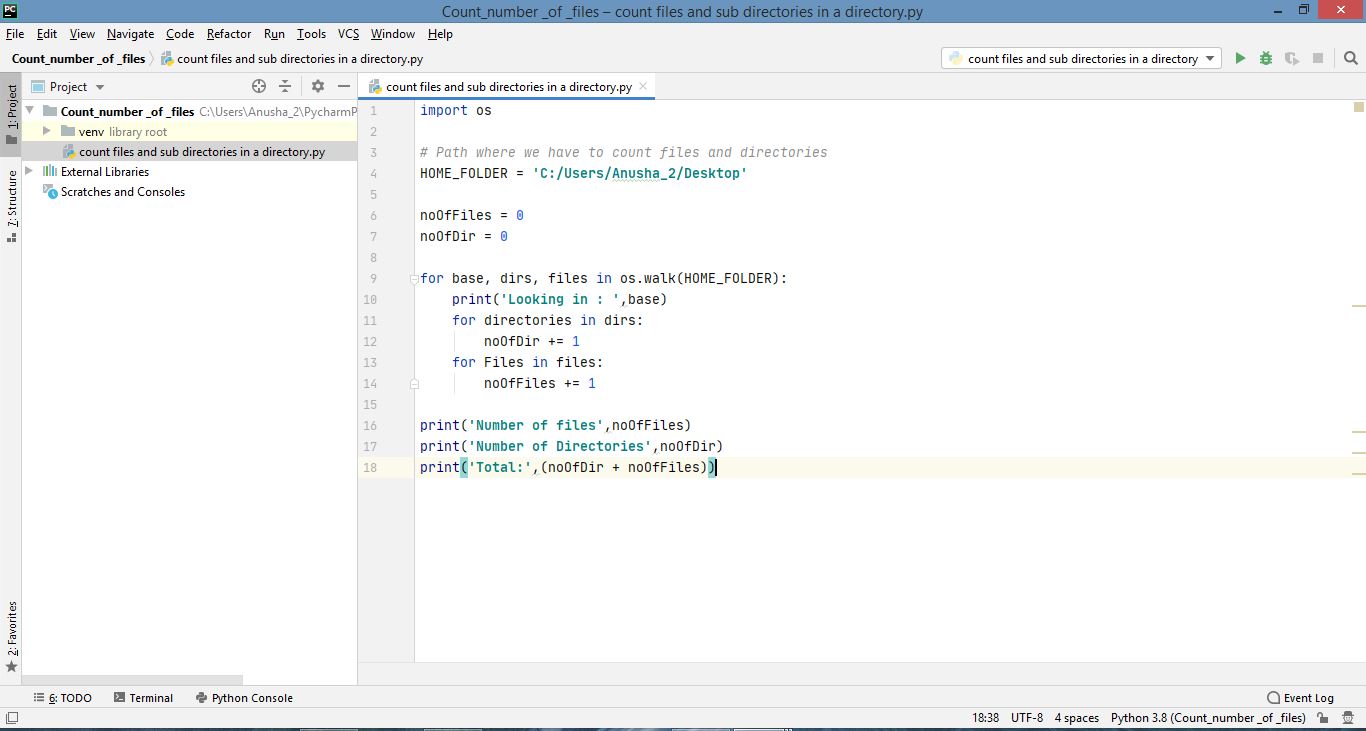 PC
Count_number _of _files – count files and sub directories in a directory.py
File Edit View Navigate Code Refactor Run Tools VCS Window Help
Count_number _of _files count files and sub directories in a directory.py
count files and sub directories in a directory
1: Project
7: Structure
2: Favorites
Project
Count_number _of _files C:\Users\Anusha_2\PycharmP
venv library root
count files and sub directories in a directory.py
External Libraries
Scratches and Consoles
count files and sub directories in a directory.py
1 import os
2
3 # Path where we have to count files and directories
4 HOME_FOLDER = 'C:/Users/Anusha_2/Desktop'
5
6 noOfFiles = 0
7 noOfDir = 0
8
9 for base, dirs, files in os.walk(HOME_FOLDER):
10     print('Looking in : ',base)
11     for directories in dirs:
12         noOfDir += 1
13     for Files in files:
14         noOfFiles += 1
15
16 print('Number of files',noOfFiles)
17 print('Number of Directories',noOfDir)
18 print('Total:',(noOfDir + noOfFiles))
6: TODO Terminal Python Console Event Log
18:38 UTF-8 4 spaces Python 3.8 (Count_number _of _files)